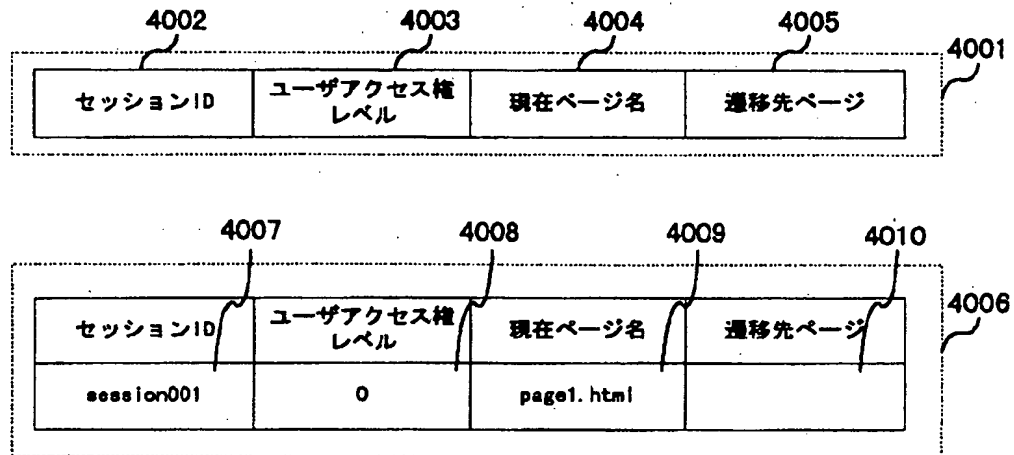 4002 4003 4004 4005
4001
セッションID ユーザアクセス権レベル 現在ページ名 遷移先ページ
4007 4008 4009 4010
4006
セッションID ユーザアクセス権レベル 現在ページ名 遷移先ページ
session001 0 page1.html